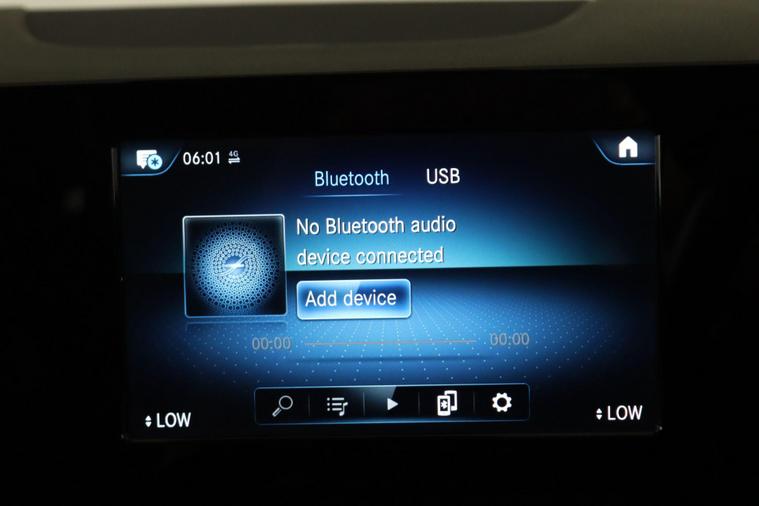 06:01 4G
Bluetooth USB
No Bluetooth audio
device connected
Add device
00:00 00:00
LOW LOW